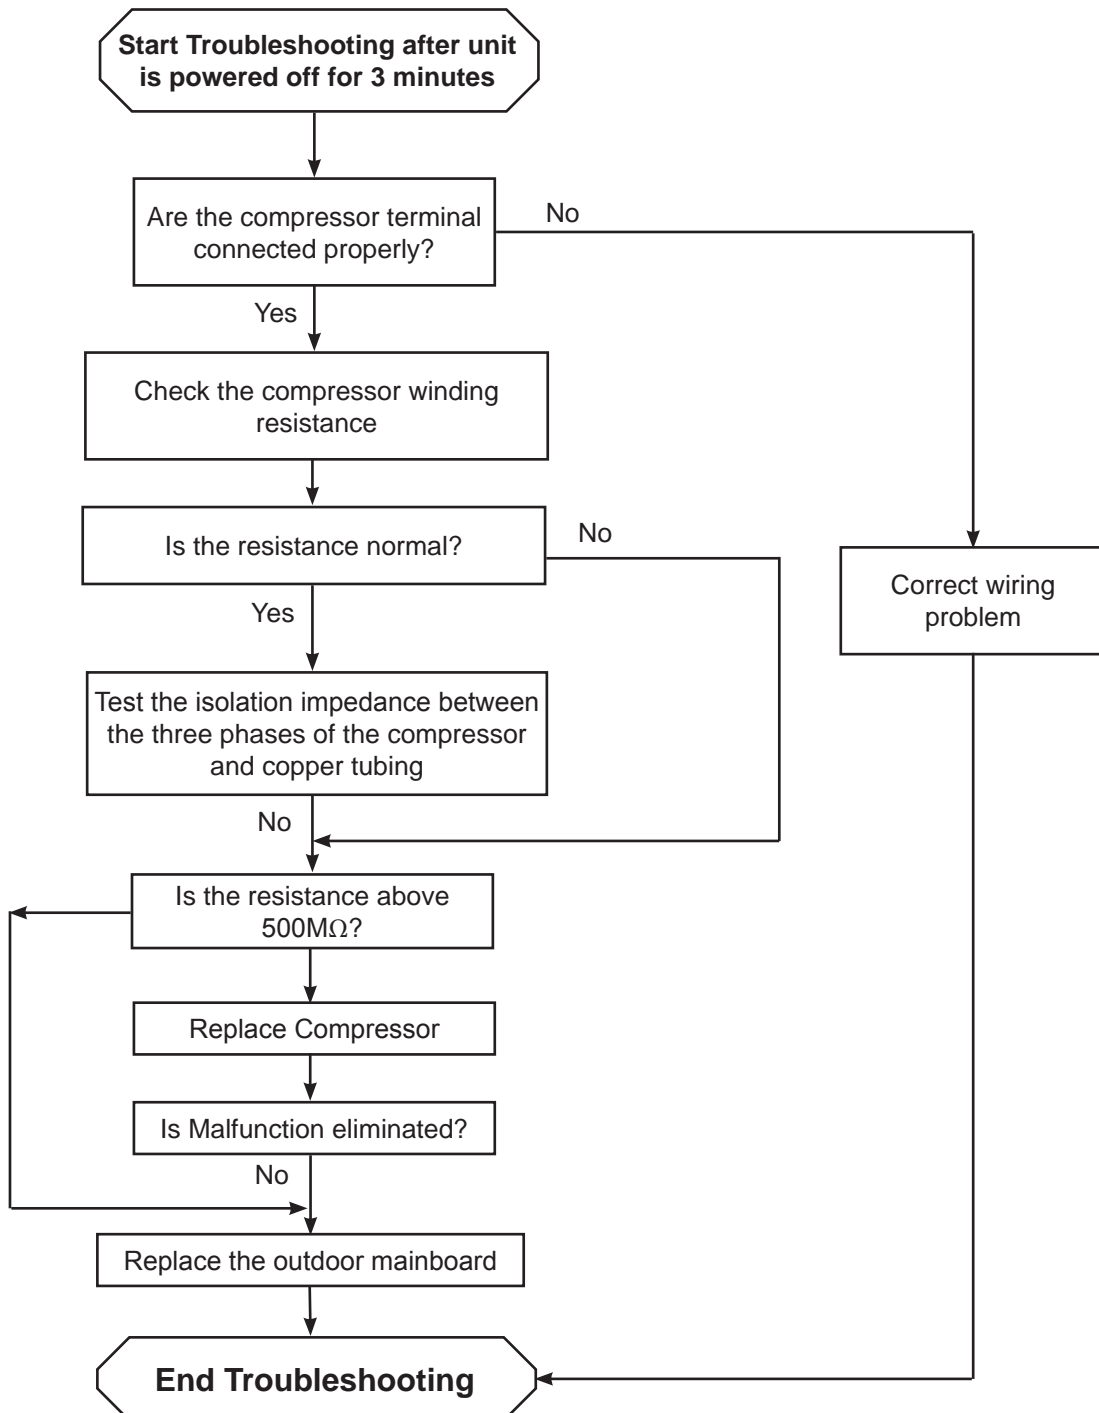 Start Troubleshooting after unit
is powered off for 3 minutes
Are the compressor terminal
connected properly?
No
Yes
Check the compressor winding
resistance
Is the resistance normal?
No
Yes
Correct wiring
problem
Test the isolation impedance between
the three phases of the compressor
and copper tubing
No
Is the resistance above
500MΩ?
Replace Compressor
Is Malfunction eliminated?
No
Replace the outdoor mainboard
End Troubleshooting